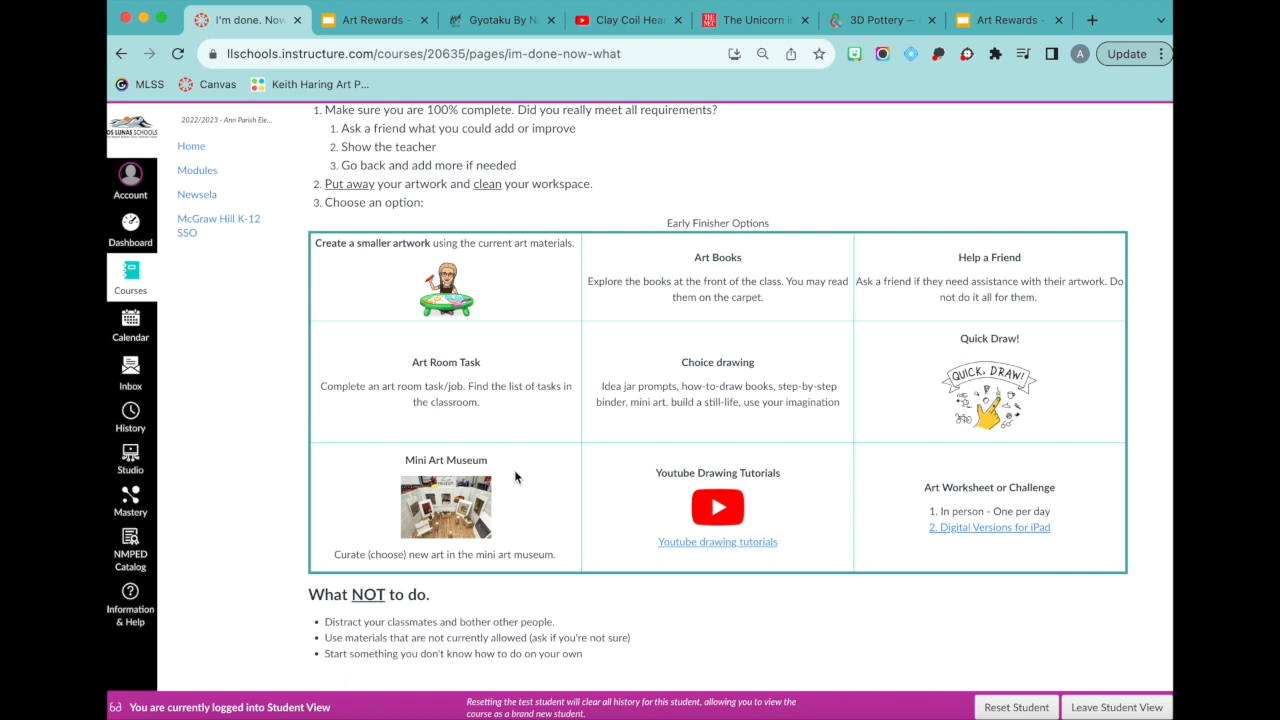 I'm done. Now
Art Rewards -
Gyotaku By N
Clay Coil Hea
The Unicorn i
3D Pottery —
Art Rewards -
llschools.instructure.com/courses/20635/pages/im-done-now-what
A
Update
MLSS
Canvas
Keith Haring Art P...
OS LUNAS SCHOOLS
2022/2023 - Ann Parish Ele...
Home
Modules
Newsela
McGraw Hill K-12
SSO
Account
Dashboard
Courses
Calendar
Inbox
History
Studio
Mastery
NMPED
Catalog
Information
& Help
1. Make sure you are 100% complete. Did you really meet all requirements?
1. Ask a friend what you could add or improve
2. Show the teacher
3. Go back and add more if needed
2. Put away your artwork and clean your workspace.
3. Choose an option:
Early Finisher Options
Create a smaller artwork using the current art materials.
Art Books
Explore the books at the front of the class. You may read
them on the carpet.
Help a Friend
Ask a friend if they need assistance with their artwork. Do
not do it all for them.
Art Room Task
Complete an art room task/job. Find the list of tasks in
the classroom.
Choice drawing
Idea jar prompts, how-to-draw books, step-by-step
binder, mini art, build a still-life, use your imagination
Quick Draw!
QUICK, DRAW!
Mini Art Museum
Curate (choose) new art in the mini art museum.
Youtube Drawing Tutorials
Youtube drawing tutorials
Art Worksheet or Challenge
1. In person - One per day
2. Digital Versions for iPad
What NOT to do.
• Distract your classmates and bother other people.
• Use materials that are not currently allowed (ask if you're not sure)
• Start something you don't know how to do on your own
You are currently logged into Student View
Resetting the test student will clear all history for this student, allowing you to view the
course as a brand new student.
Reset Student
Leave Student View